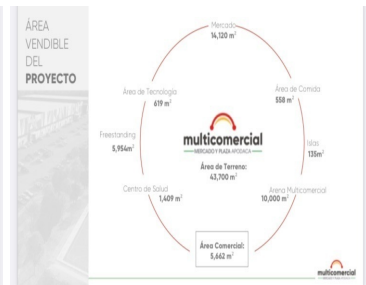 ÁREA
VENDIBLE
DEL
PROYECTO
Mercado
14,120 m²
Área de Tecnología
619 m²
Área de Comida
558 m²
Freestanding
5,954m²
multicomercial
MERCADO Y PLAZA APODACA
Área de Terreno:
43,700 m²
Islas
135m²
Centro de Salud
1,409 m²
Arena Multicomercial
10,000 m²
Área Comercial:
5,662 m²
multicomercial